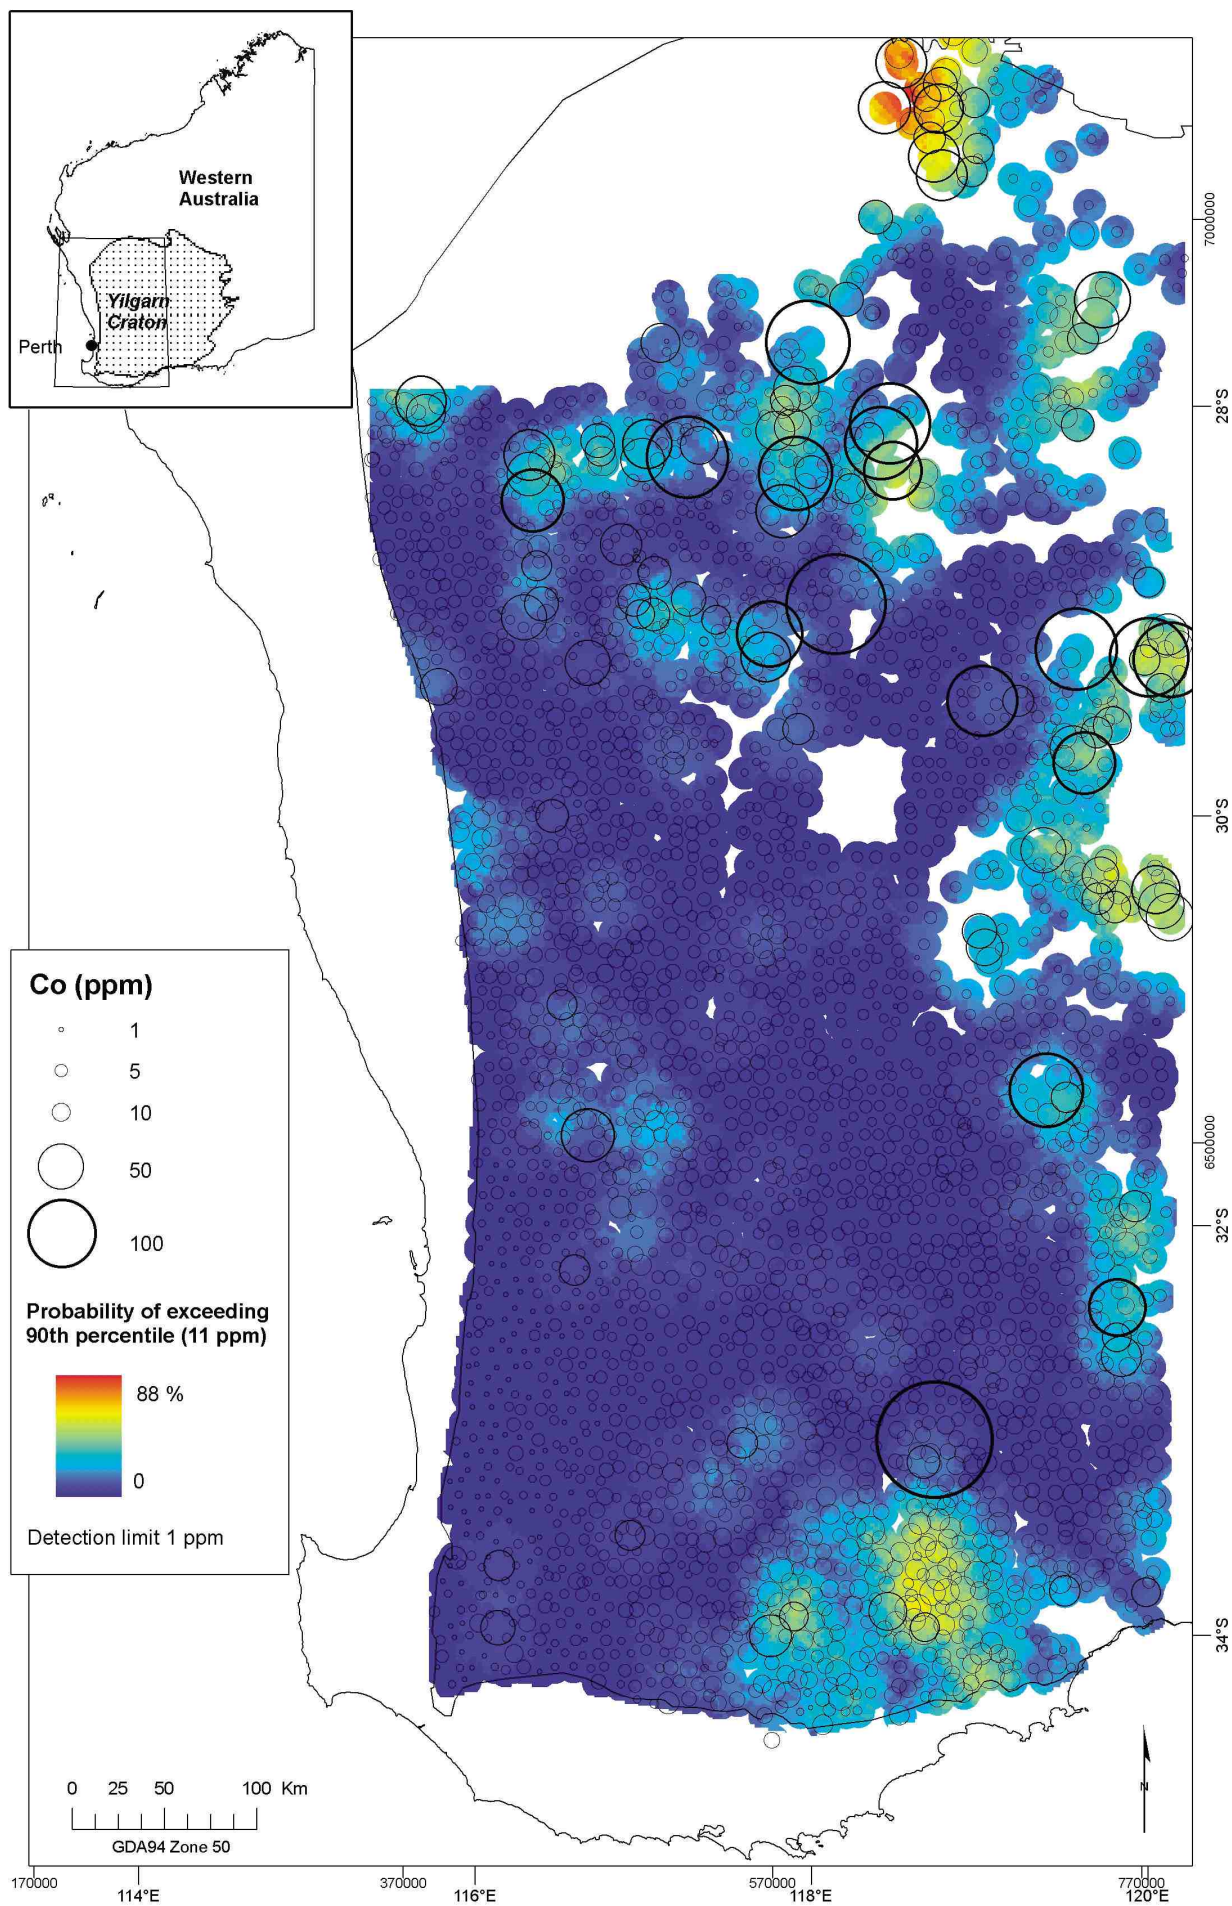 Western
Australia
Yilgarn
Craton
Perth
7000000
28°S
30°S
6500000
32°S
34°S
Co (ppm)
1
5
10
50
100
Probability of exceeding
90th percentile (11 ppm)
88 %
0
Detection limit 1 ppm
0 25 50 100 Km
GDA94 Zone 50
N
170000 370000 570000 770000
114°E 116°E 118°E 120°E